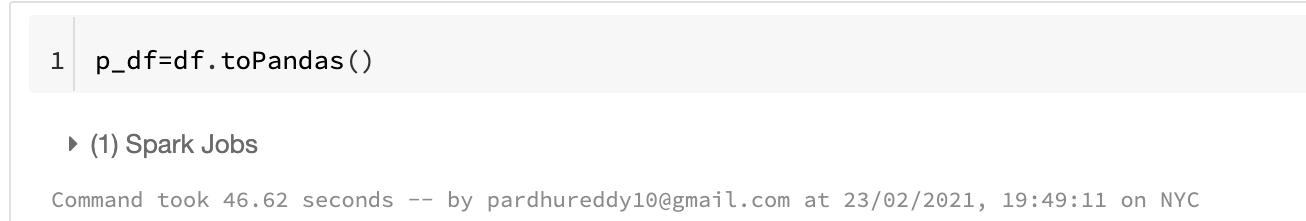 1 p_df=df.toPandas()
(1) Spark Jobs
Command took 46.62 seconds -- by pardhureddy10@gmail.com at 23/02/2021, 19:49:11 on NYC